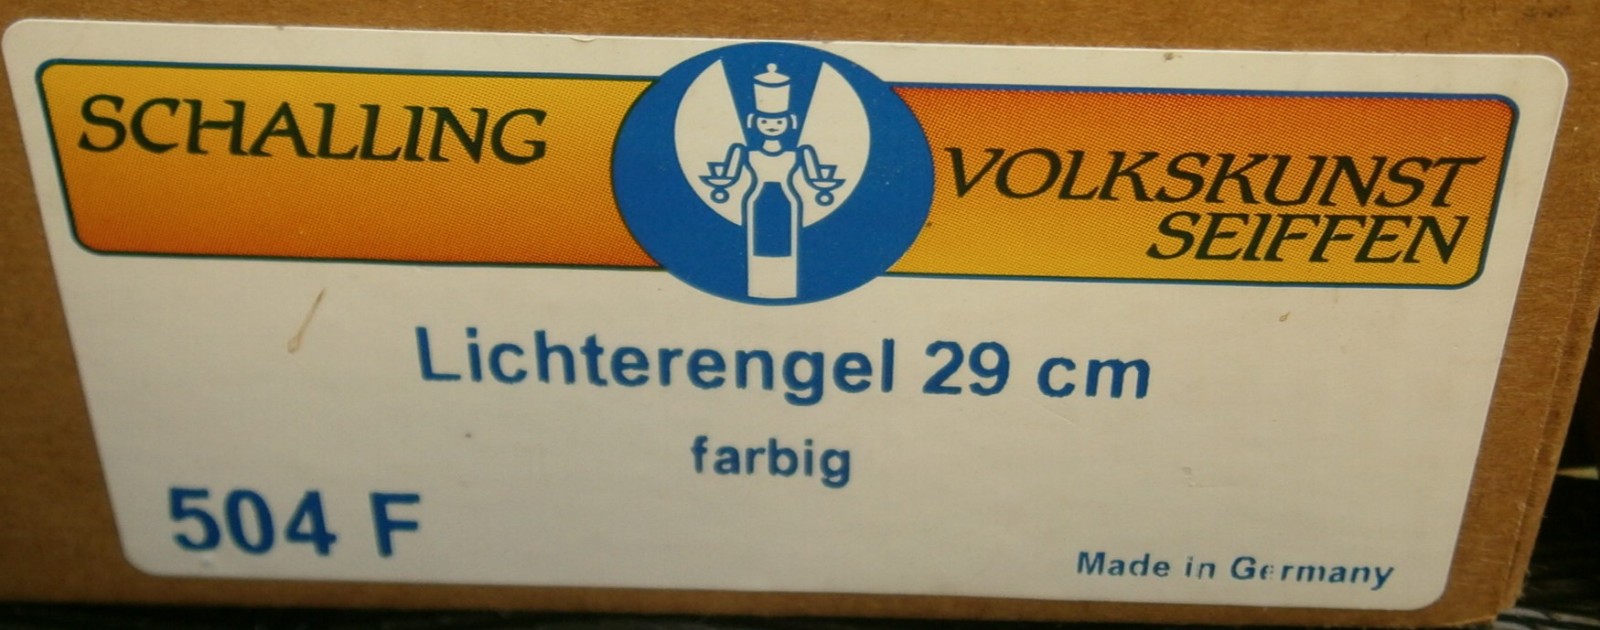 SCHALLING
VOLKSKUNST
SEIFFEN
Lichterengel 29 cm
farbig
504 F
Made in Germany